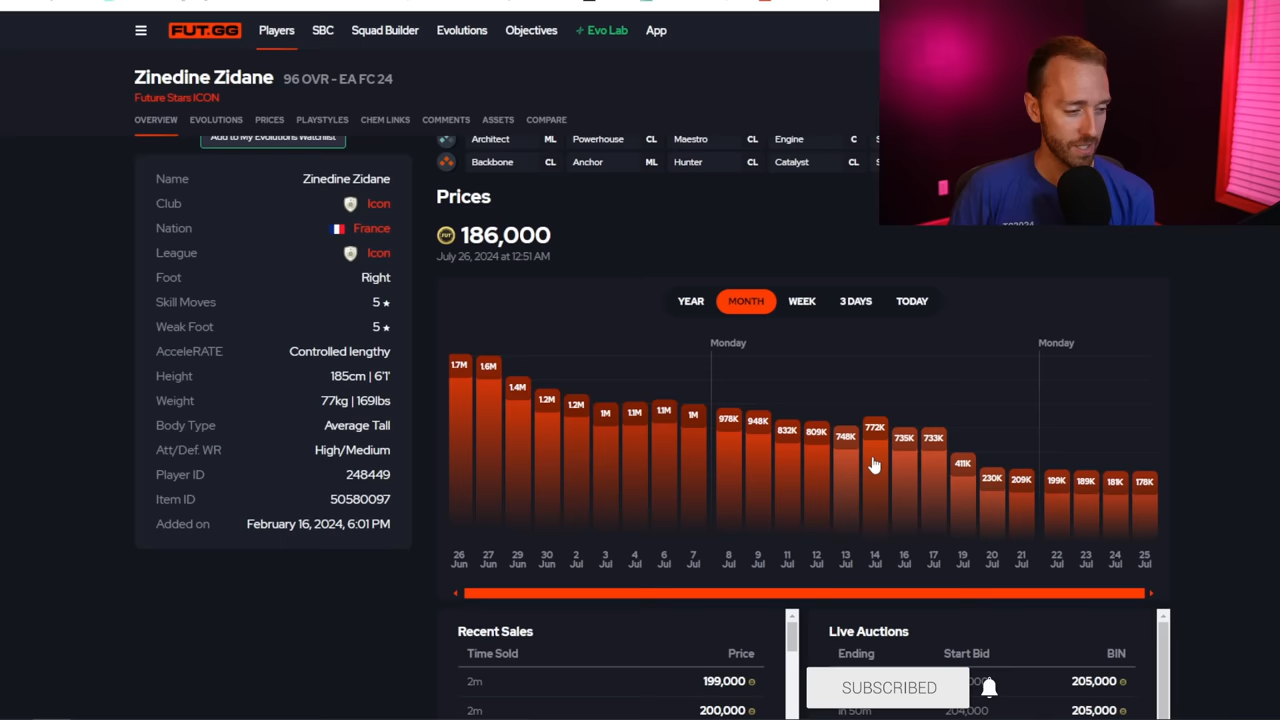 FUT.GG Players SBC Squad Builder Evolutions Objectives + Evo Lab App
Zinedine Zidane 96 OVR - EA FC 24
Future Stars ICON
OVERVIEW EVOLUTIONS PRICES PLAYSTYLES CHEM LINKS COMMENTS ASSETS COMPARE
Add to My Evolutions Watchlist
Architect ML Powerhouse CL Maestro CL Engine C
Backbone CL Anchor ML Hunter CL Catalyst CL
Name Zinedine Zidane
Club Icon
Nation France
League Icon
Foot Right
Skill Moves 5 ★
Weak Foot 5 ★
AcceleRATE Controlled lengthy
Height 185cm | 6'1"
Weight 77kg | 169lbs
Body Type Average Tall
Att/Def. WR High/Medium
Player ID 248449
Item ID 50580097
Added on February 16, 2024, 6:01 PM
Prices
FUT 186,000
July 26, 2024 at 12:51 AM
YEAR MONTH WEEK 3 DAYS TODAY
Monday Monday
1.7M 1.6M 1.4M 1.2M 1.2M 1M 1.1M 1.1M 1M 978K 948K 832K 809K 748K 772K 735K 733K 411K 230K 209K 199K 189K 181K 178K
26 27 29 30 2 3 4 6 7 8 9 11 12 13 14 16 17 19 20 21 22 23 24 25
Jun Jun Jun Jun Jul Jul Jul Jul Jul Jul Jul Jul Jul Jul Jul Jul Jul Jul Jul Jul Jul Jul Jul Jul
Recent Sales
Time Sold Price
2m 199,000
2m 200,000
Live Auctions
Ending Start Bid BIN
205,000
in 50m 204,000 205,000
SUBSCRIBED